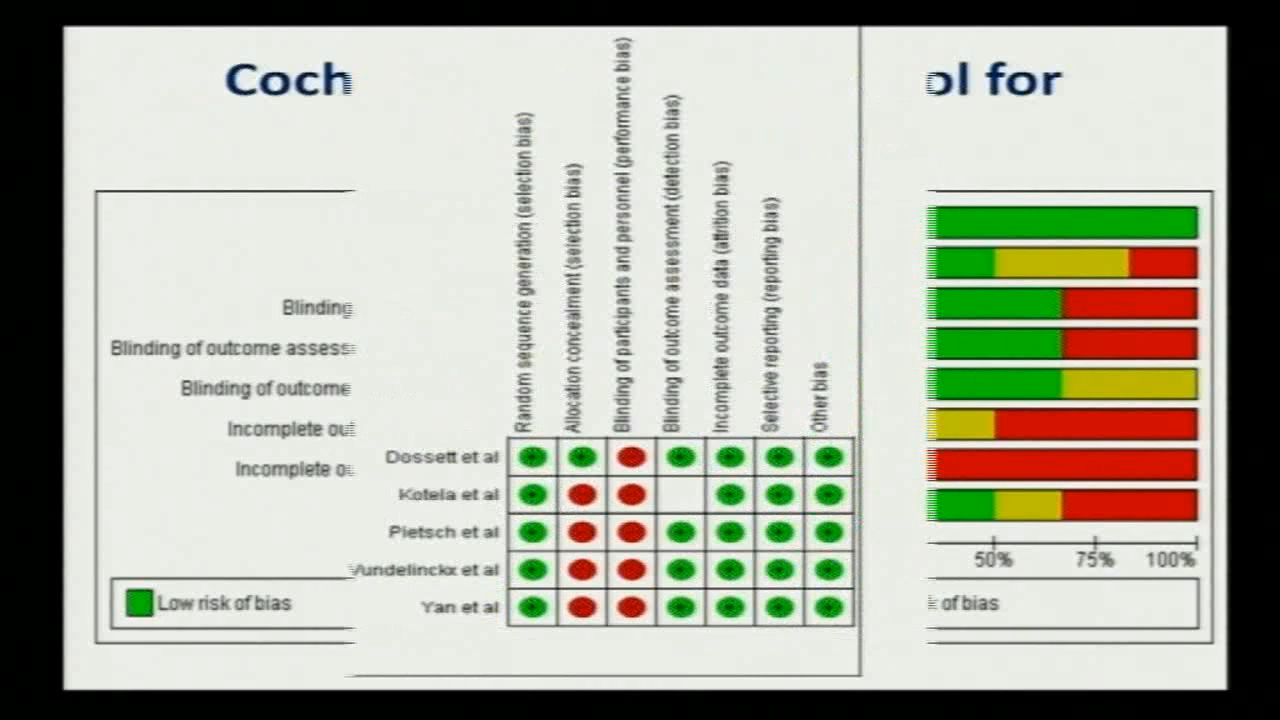 Coch
ol for
Random sequence generation (selection bias)
Allocation concealment (selection bias)
Blinding of participants and personnel (performance bias)
Blinding of outcome assessment (detection bias)
Incomplete outcome data (attrition bias)
Selective reporting (reporting bias)
Other bias
Blinding
Blinding of outcome assess
Blinding of outcome
Incomplete ou
Incomplete o
Dossett et al
Kotela et al
Pietsch et al
Vundelinckx et al
Yan et al
50% 75% 100%
Low risk of bias
of bias